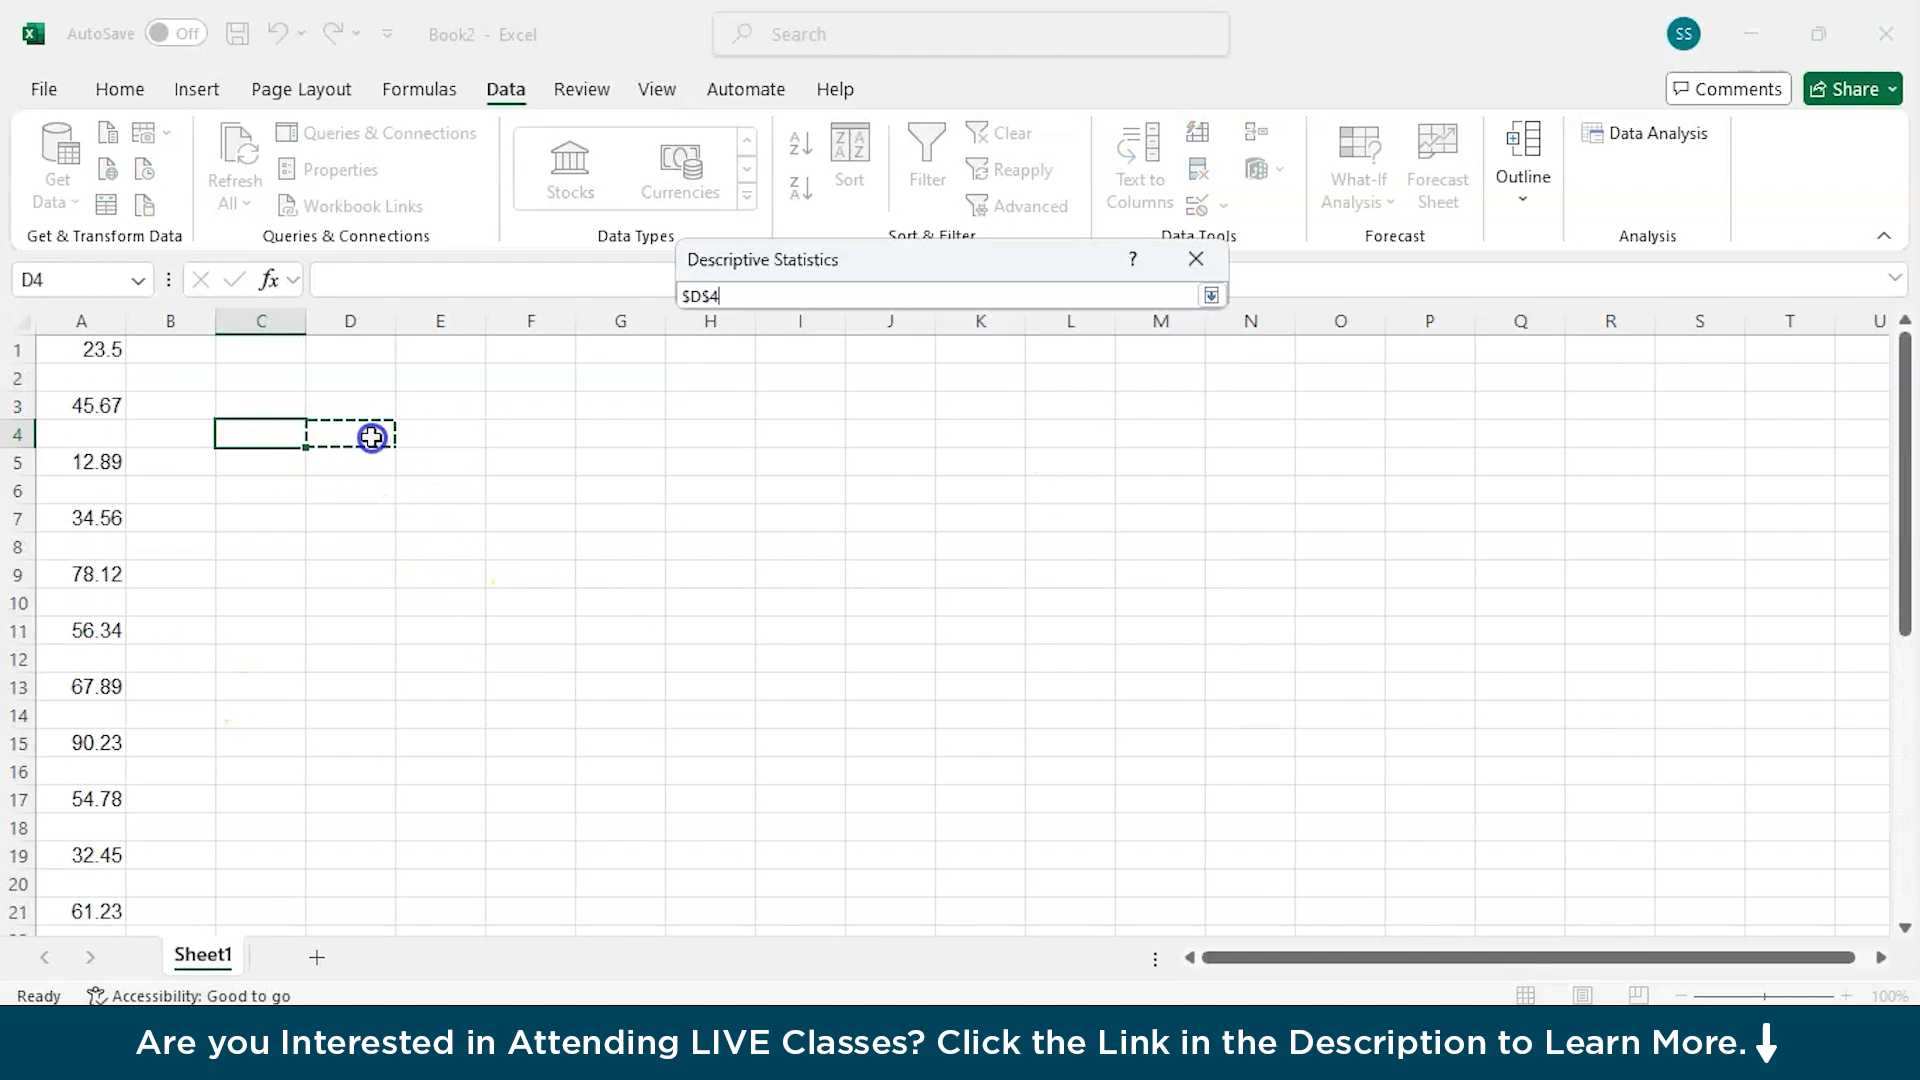 AutoSave Off Book2 - Excel Search SS
File Home Insert Page Layout Formulas Data Review View Automate Help Comments Share
Get Data
Refresh All
Queries & Connections
Properties
Workbook Links
Stocks Currencies
Sort
Filter
Clear
Reapply
Advanced
Text to Columns
What-If Analysis
Forecast Sheet
Outline
Data Analysis
Get & Transform Data Queries & Connections Data Types Sort & Filter Data Tools Forecast Analysis
Descriptive Statistics ?
D4 fx $D$4
A B C D E F G H I J K L M N O P Q R S T U
1 23.5
2
3 45.67
4
5 12.89
6
7 34.56
8
9 78.12
10
11 56.34
12
13 67.89
14
15 90.23
16
17 54.78
18
19 32.45
20
21 61.23
Sheet1
Ready Accessibility: Good to go 100%
Are you Interested in Attending LIVE Classes? Click the Link in the Description to Learn More.